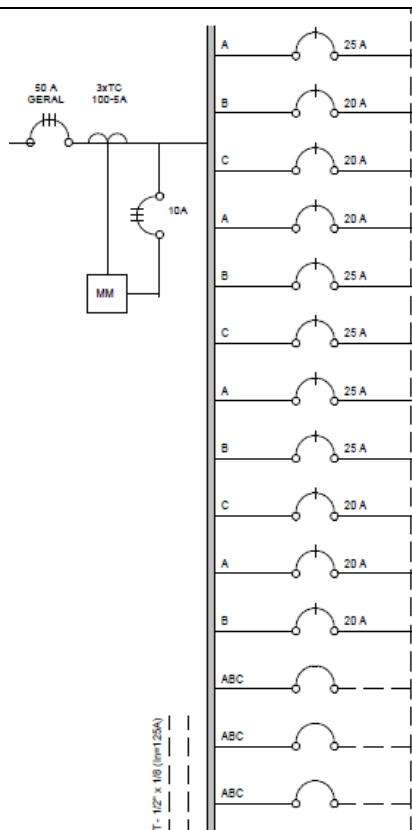 50 A
GERAL
3xTC
100-5A
10A
MM
A 25 A
B 20 A
C 20 A
A 20 A
B 25 A
C 25 A
A 25 A
B 25 A
C 20 A
A 20 A
B 20 A
ABC
ABC
ABC
T - 1/2" x 1/8 (In=125A)